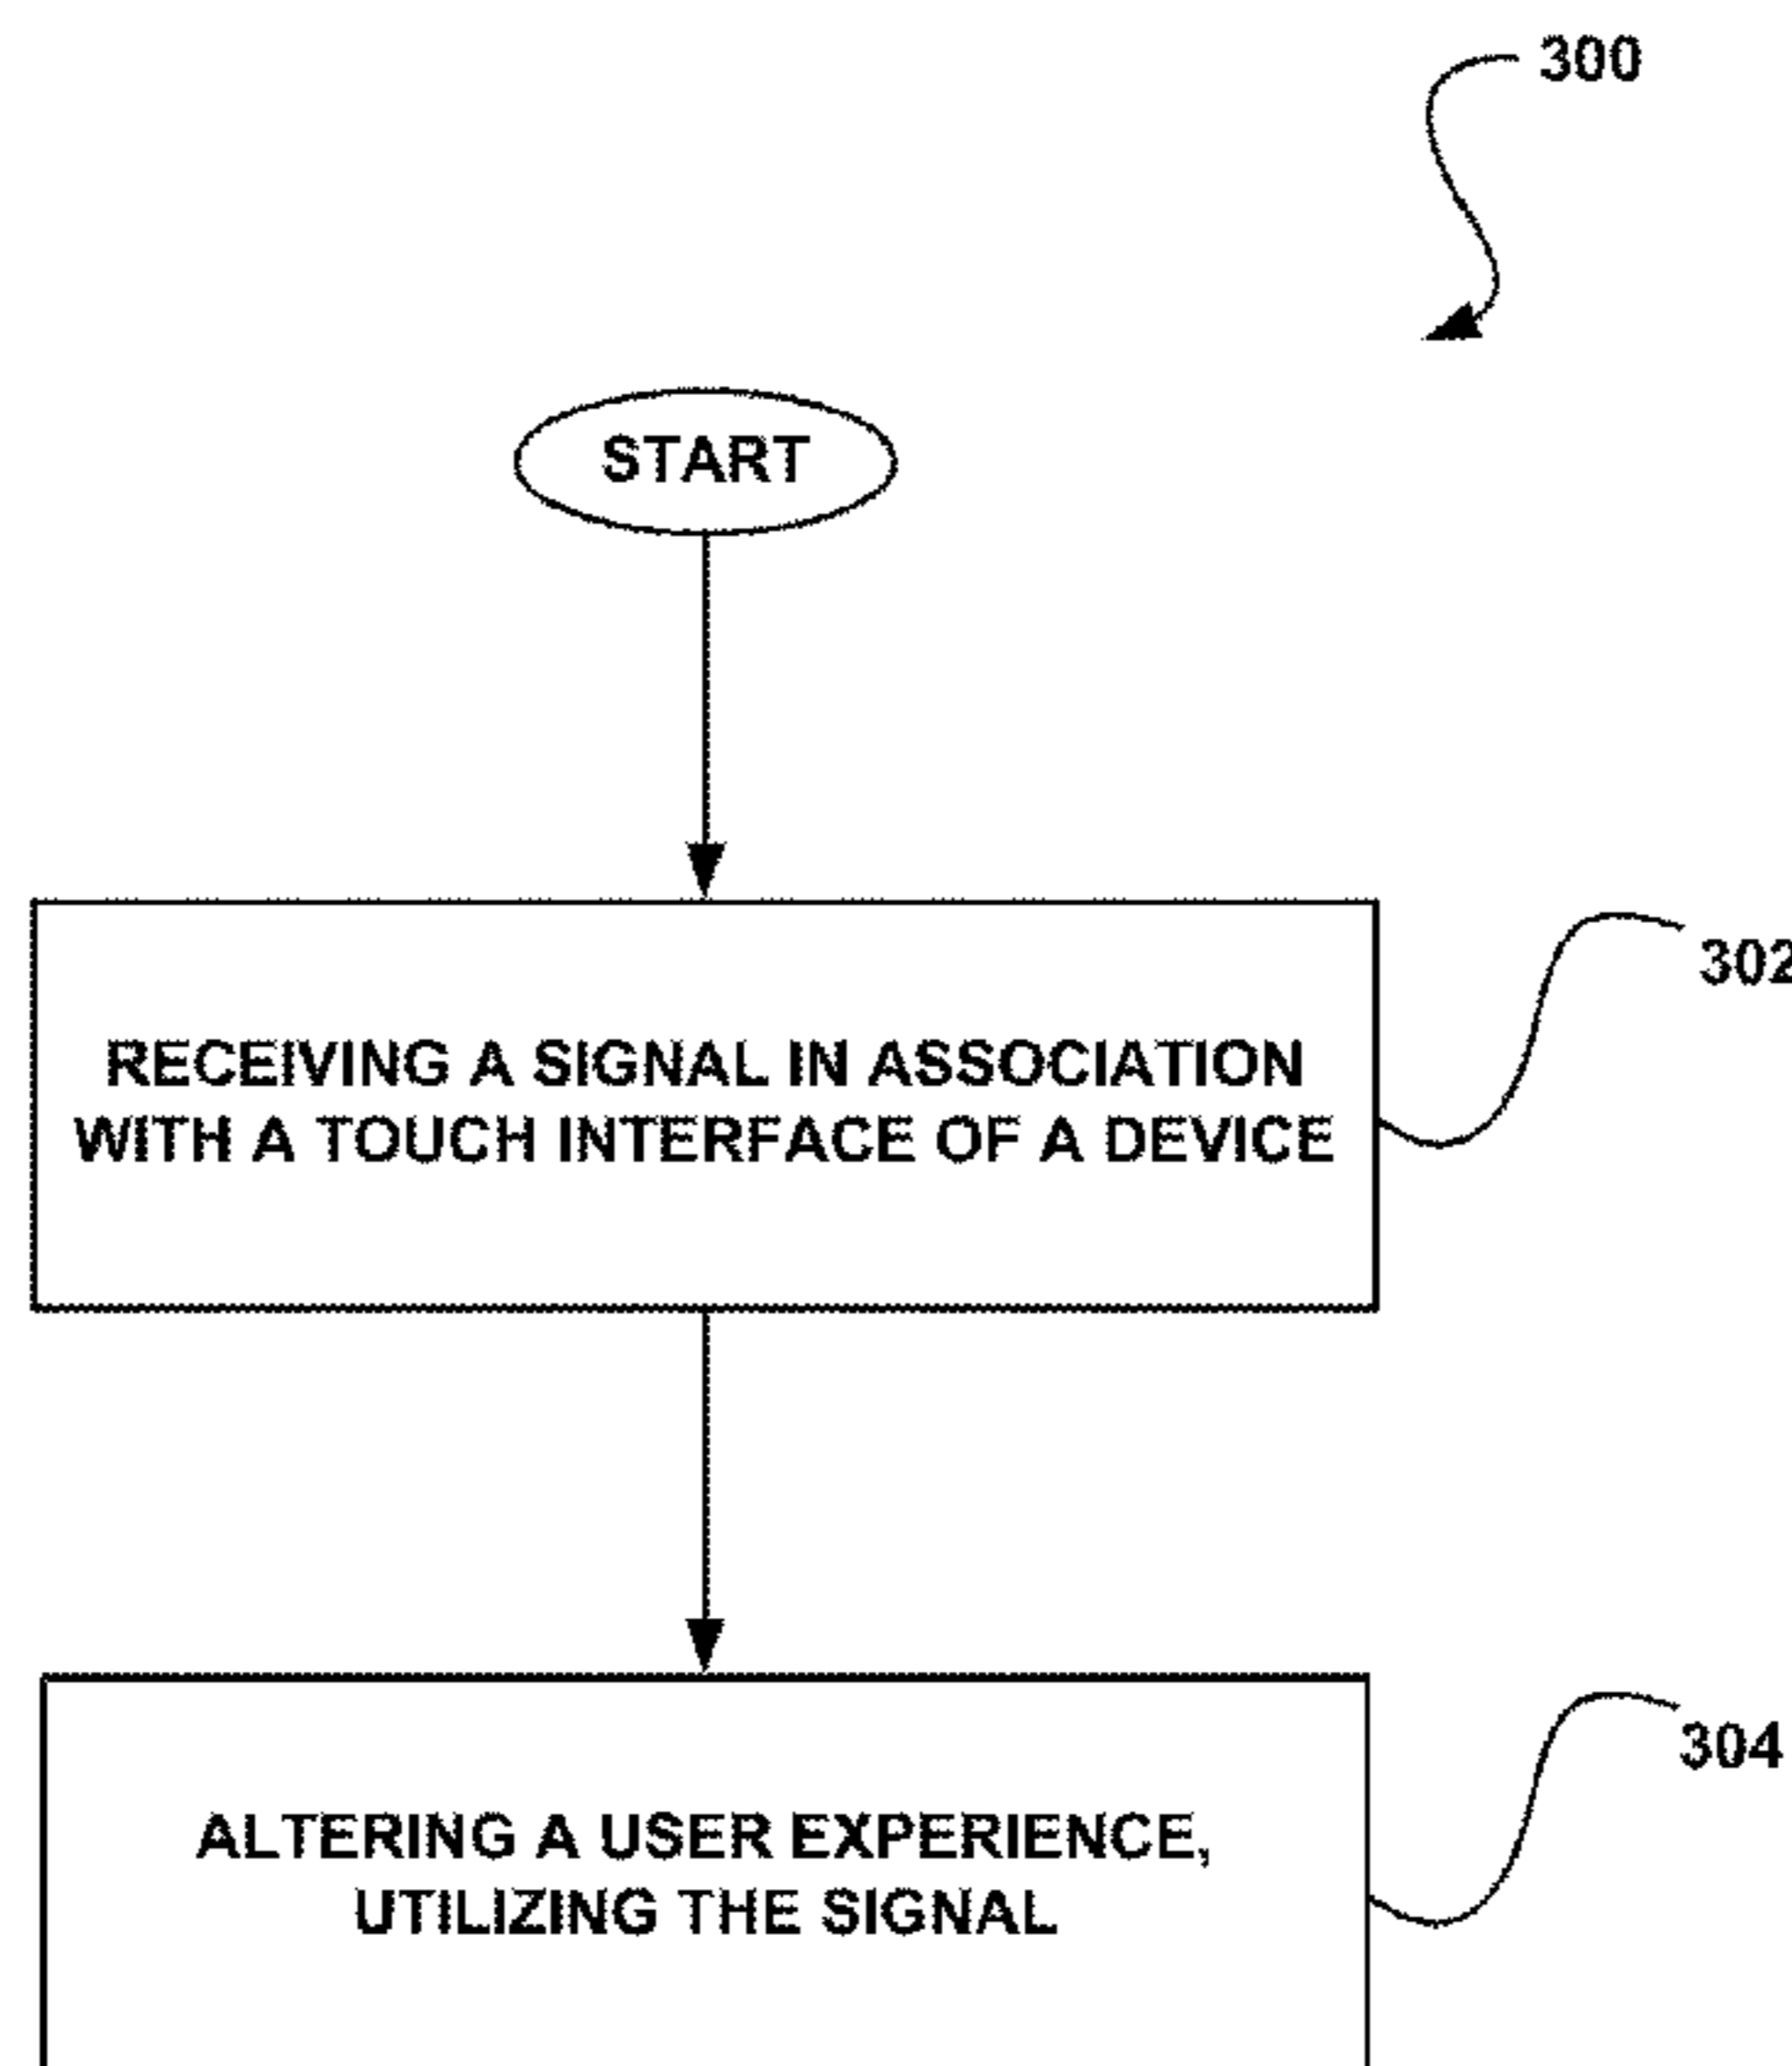 300
START
302
RECEIVING A SIGNAL IN ASSOCIATION
WITH A TOUCH INTERFACE OF A DEVICE
304
ALTERING A USER EXPERIENCE,
UTILIZING THE SIGNAL